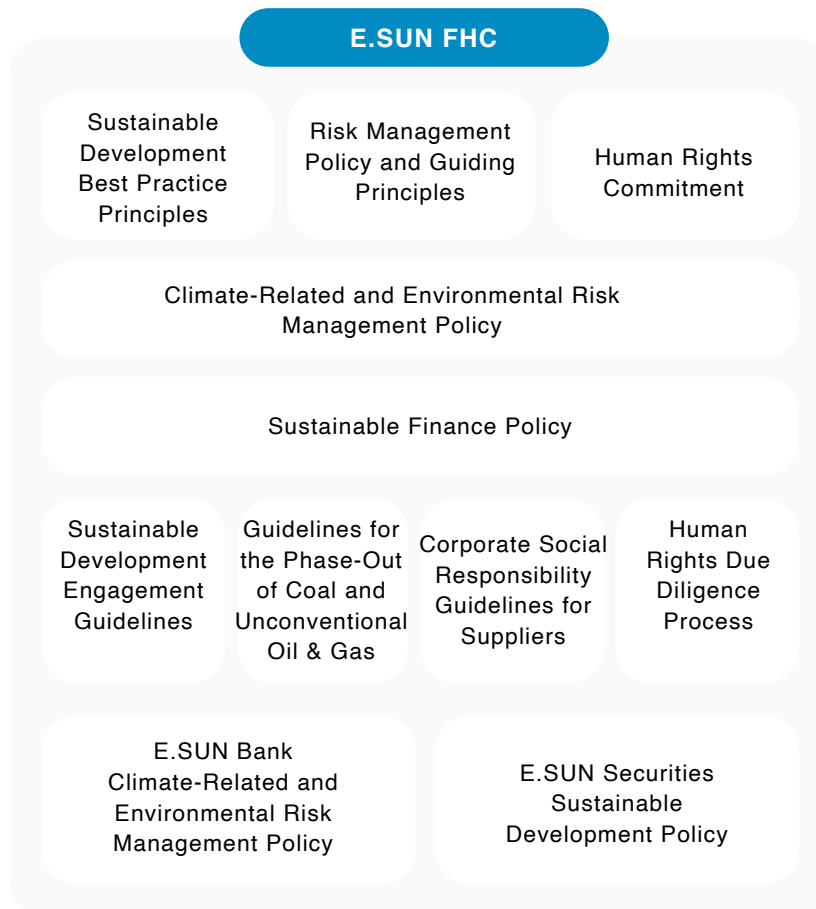 E.SUN FHC
Sustainable
Development
Best Practice
Principles
Risk Management
Policy and Guiding
Principles
Human Rights
Commitment
Climate-Related and Environmental Risk
Management Policy
Sustainable Finance Policy
Sustainable
Development
Engagement
Guidelines
Guidelines for
the Phase-Out
of Coal and
Unconventional
Oil & Gas
Corporate Social
Responsibility
Guidelines for
Suppliers
Human
Rights Due
Diligence
Process
E.SUN Bank
Climate-Related and
Environmental Risk
Management Policy
E.SUN Securities
Sustainable
Development Policy